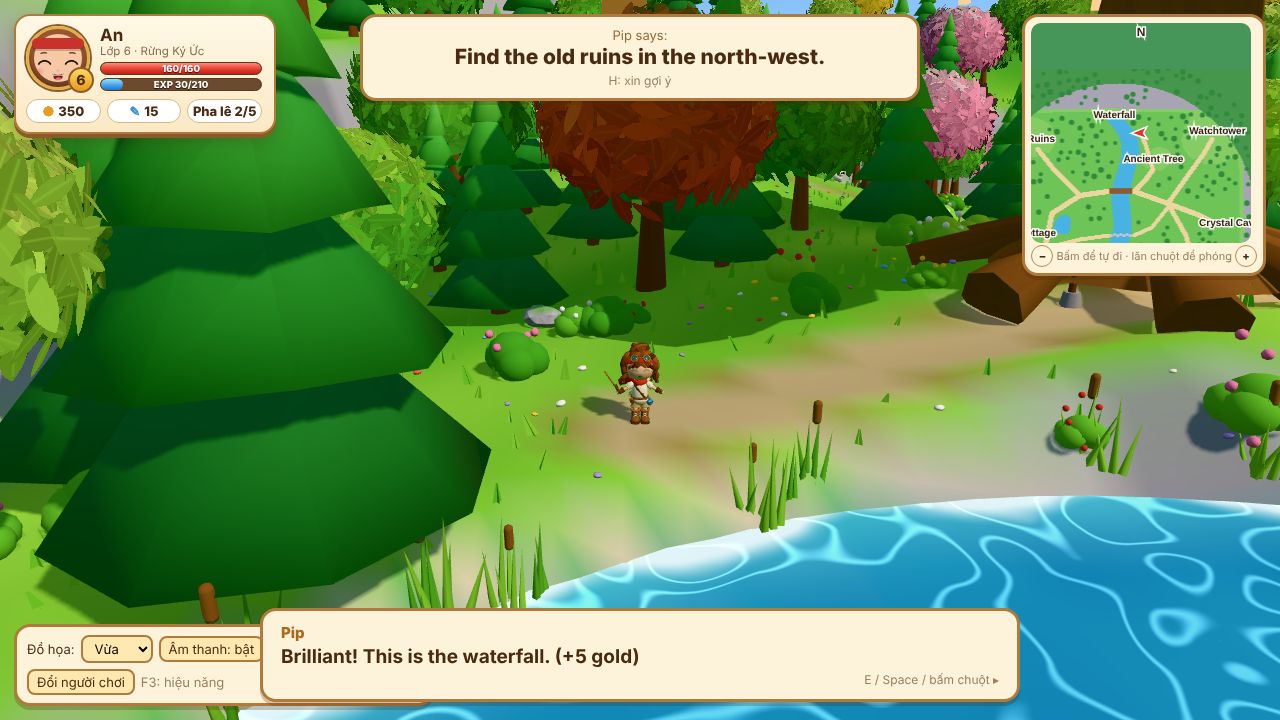 An
Lớp 6 · Rừng Ký Ức
160/160
EXP 30/210
6
350
15
Pha lê 2/5
Pip says:
Find the old ruins in the north-west.
H: xin gợi ý
N
Waterfall
Ruins
Watchtower
Ancient Tree
Crystal Cav
ttage
− Bấm để tự đi · lăn chuột để phóng +
Đồ họa: Vừa Âm thanh: bật
Đổi người chơi F3: hiệu năng
Pip
Brilliant! This is the waterfall. (+5 gold)
E / Space / bấm chuột ▸